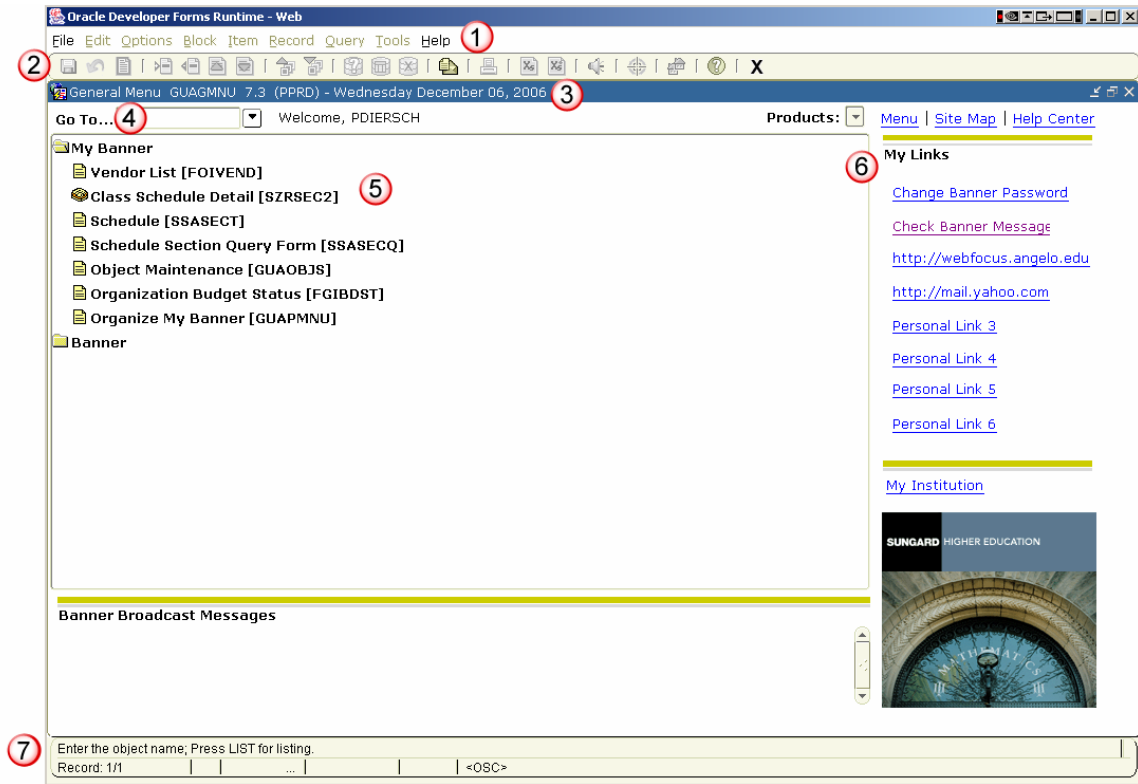 Oracle Developer Forms Runtime - Web
File Edit Options Block Item Record Query Tools Help 1
2 X
General Menu GUAGMNU 7.3 (PPRD) - Wednesday December 06, 2006 3
Go To... 4 Welcome, PDIERSCH Products: Menu | Site Map | Help Center
My Banner
Vendor List [FOIVEND]
Class Schedule Detail [SZRSEC2]
5
Schedule [SSASECT]
Schedule Section Query Form [SSASECQ]
Object Maintenance [GUAOBJS]
Organization Budget Status [FGIBDST]
Organize My Banner [GUAPMNU]
Banner
6
My Links
Change Banner Password
Check Banner Message
http://webfocus.angelo.edu
http://mail.yahoo.com
Personal Link 3
Personal Link 4
Personal Link 5
Personal Link 6
My Institution
SUNGARD HIGHER EDUCATION
MATHEMATICS
Banner Broadcast Messages
7
Enter the object name; Press LIST for listing.
Record: 1/1 ... <OSC>